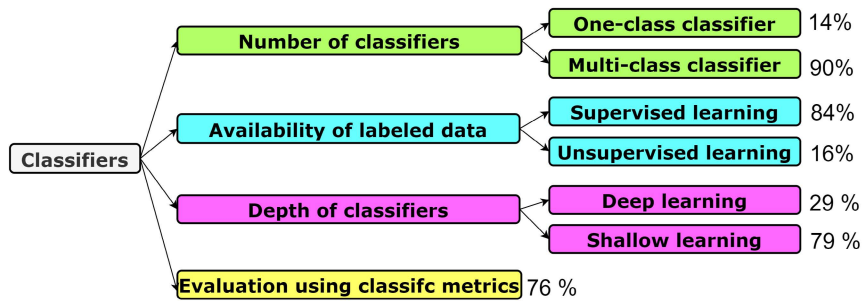 Classifiers
Number of classifiers
One-class classifier 14%
Multi-class classifier 90%
Availability of labeled data
Supervised learning 84%
Unsupervised learning 16%
Depth of classifiers
Deep learning 29 %
Shallow learning 79 %
Evaluation using classifc metrics 76 %